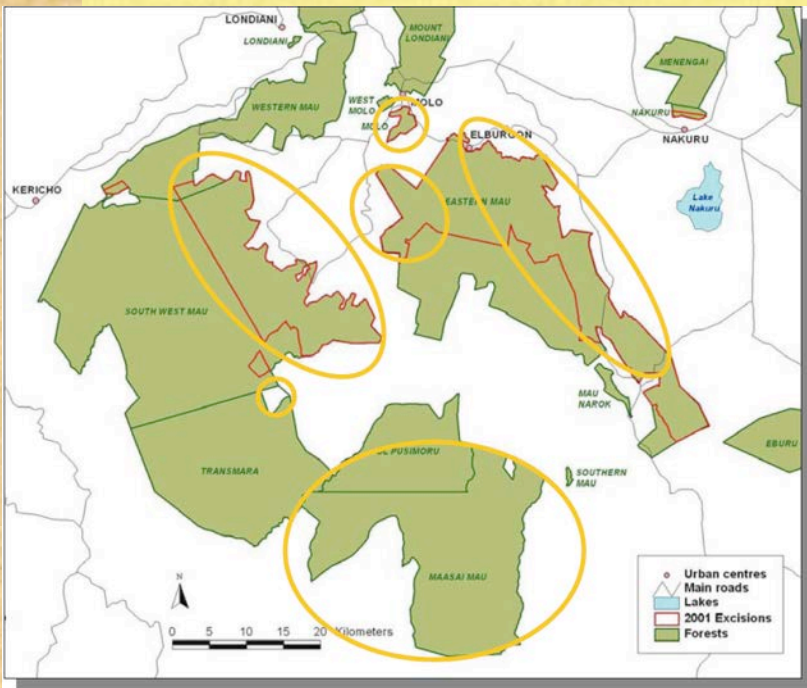 LONDIANI
LONDIANI
MOUNT
LONDIANI
MENENGAI
WESTERN MAU
WEST
MOLO
MOLO
MOLO
NAKURU
ELBURGON
NAKURU
KERICHO
EASTERN MAU
Lake
Nakuru
SOUTH WEST MAU
MAU
NAROK
EBURU
OL PUSIMORU
TRANSMARA
SOUTHERN
MAU
MAASAI MAU
N
0 5 10 15 20 Kilometers
Urban centres
Main roads
Lakes
2001 Excisions
Forests